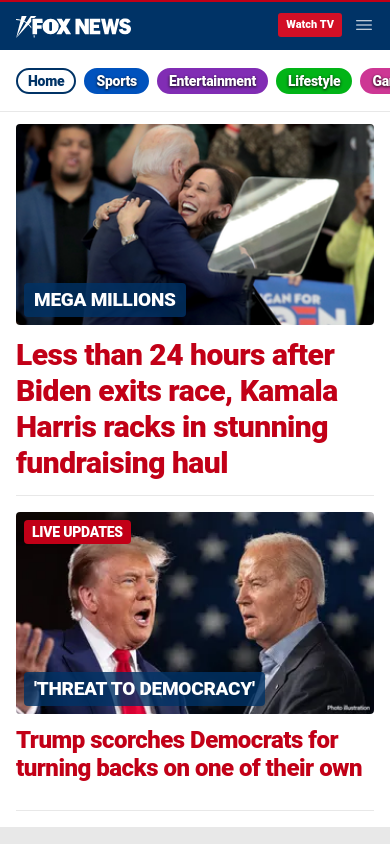 FOX NEWS
Watch TV
Home
Sports
Entertainment
Lifestyle
Ga
GAN FOR
MEGA MILLIONS
Less than 24 hours after
Biden exits race, Kamala
Harris racks in stunning
fundraising haul
LIVE UPDATES
'THREAT TO DEMOCRACY'
Photo illustration
Trump scorches Democrats for
turning backs on one of their own